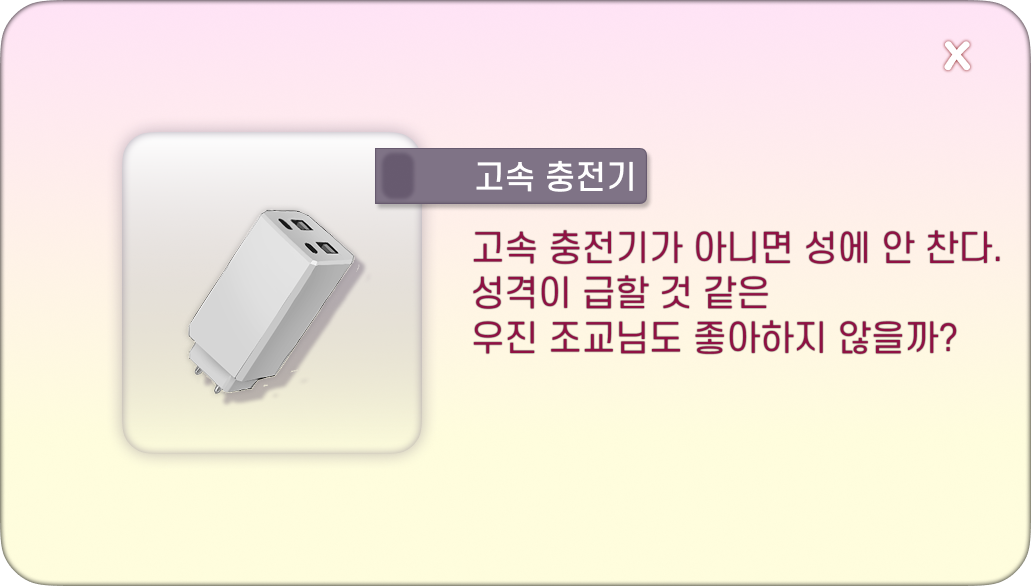 고속 충전기
고속 충전기가 아니면 성에 안 찬다.
성격이 급할 것 같은
우진 조교님도 좋아하지 않을까?